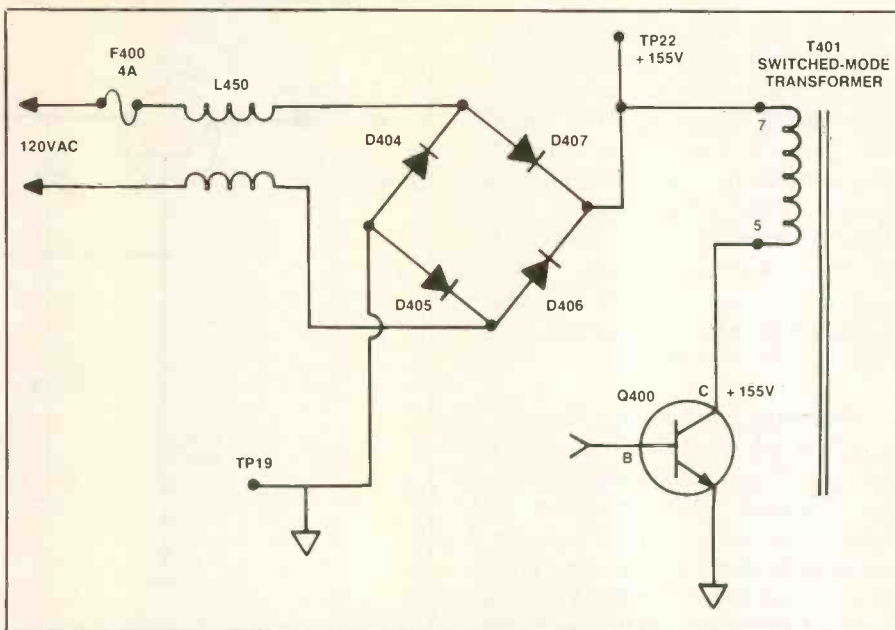 F400
4A
L450
120VAC
D404
D407
D405
D406
TP22
+155V
T401
SWITCHED-MODE
TRANSFORMER
7
5
Q400
C
+155V
B
TP19